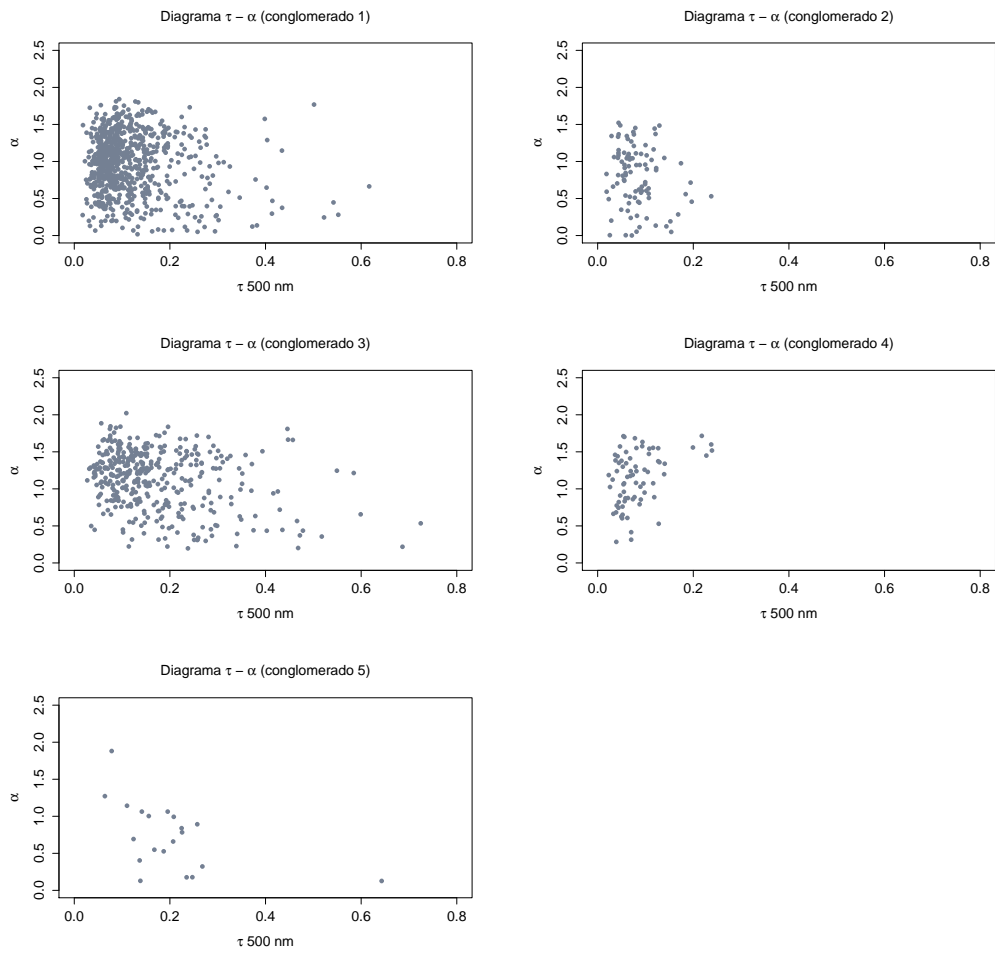 Diagrama τ − α (conglomerado 1)
α
0.0 0.5 1.0 1.5 2.0 2.5
0.0 0.2 0.4 0.6 0.8
τ 500 nm
Diagrama τ − α (conglomerado 2)
α
0.0 0.5 1.0 1.5 2.0 2.5
0.0 0.2 0.4 0.6 0.8
τ 500 nm
Diagrama τ − α (conglomerado 3)
α
0.0 0.5 1.0 1.5 2.0 2.5
0.0 0.2 0.4 0.6 0.8
τ 500 nm
Diagrama τ − α (conglomerado 4)
α
0.0 0.5 1.0 1.5 2.0 2.5
0.0 0.2 0.4 0.6 0.8
τ 500 nm
Diagrama τ − α (conglomerado 5)
α
0.0 0.5 1.0 1.5 2.0 2.5
0.0 0.2 0.4 0.6 0.8
τ 500 nm